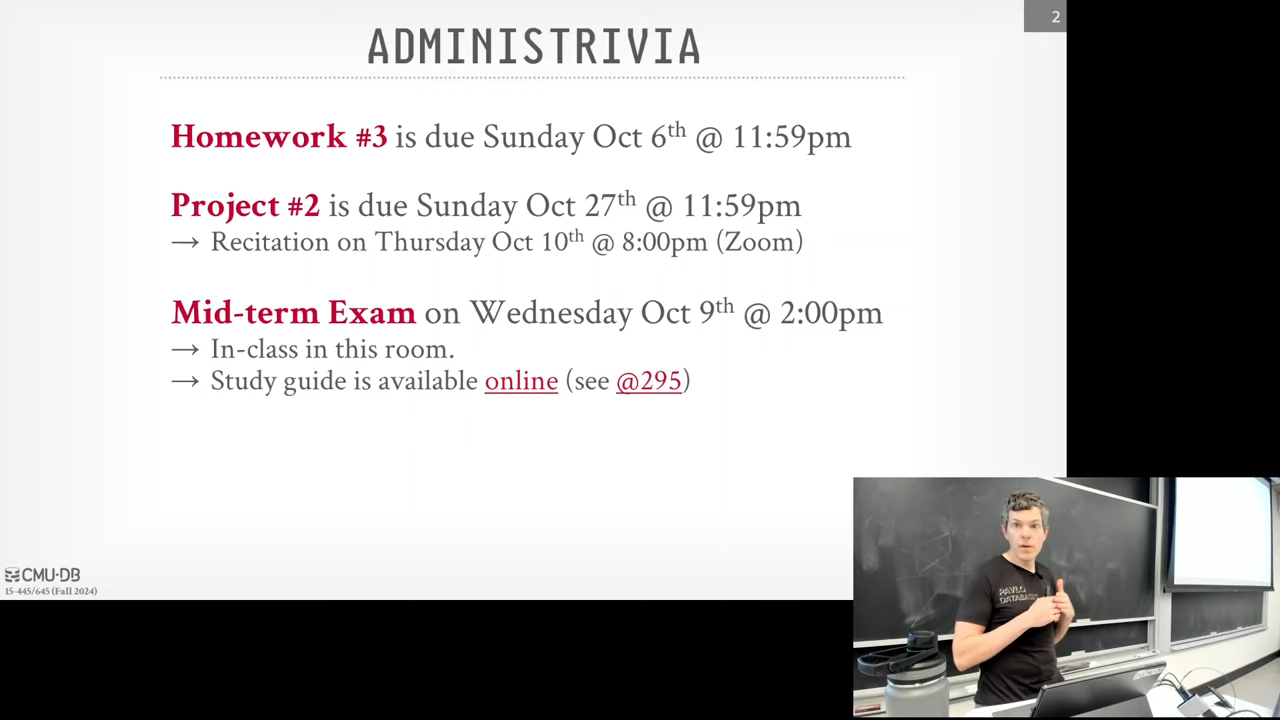 2
ADMINISTRIVIA
Homework #3 is due Sunday Oct 6th @ 11:59pm
Project #2 is due Sunday Oct 27th @ 11:59pm
→ Recitation on Thursday Oct 10th @ 8:00pm (Zoom)
Mid-term Exam on Wednesday Oct 9th @ 2:00pm
→ In-class in this room.
→ Study guide is available online (see @295)
CMU·DB
15-445/645 (Fall 2024)
PAVLO